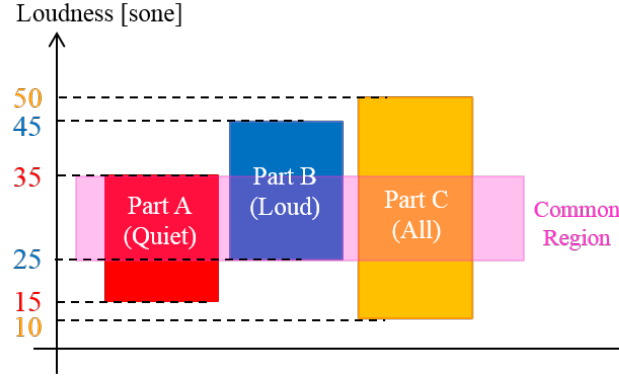 Loudness [sone]
50
45
35
25
15
10
Part A
(Quiet)
Part B
(Loud)
Part C
(All)
Common
Region